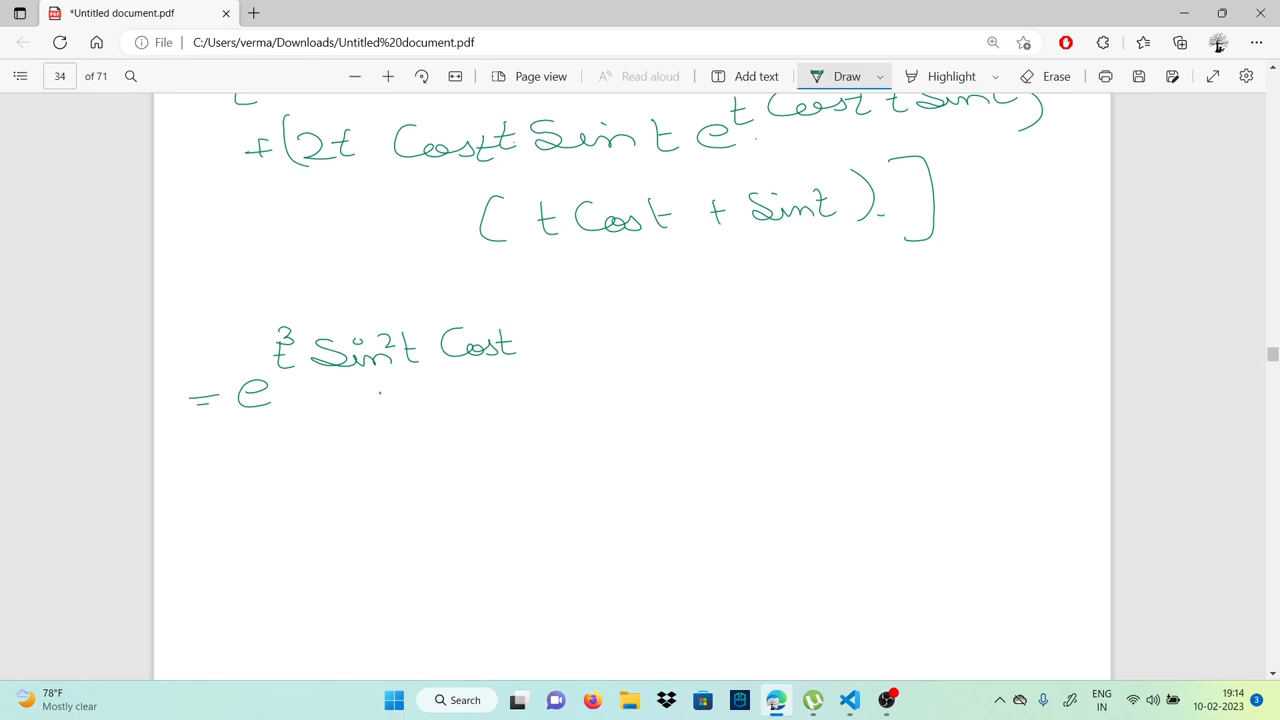 *Untitled document.pdf
File C:/Users/verma/Downloads/Untitled%20document.pdf
34 of 71 Page view Read aloud Add text Draw Highlight Erase
t Cost t Sint)
+(2t Cost t Sin t e
( t Cost + Sint ). ]
t³ Sin²t Cost
= e
78°F
Mostly clear
Search
ENG
IN
19:14
10-02-2023
3